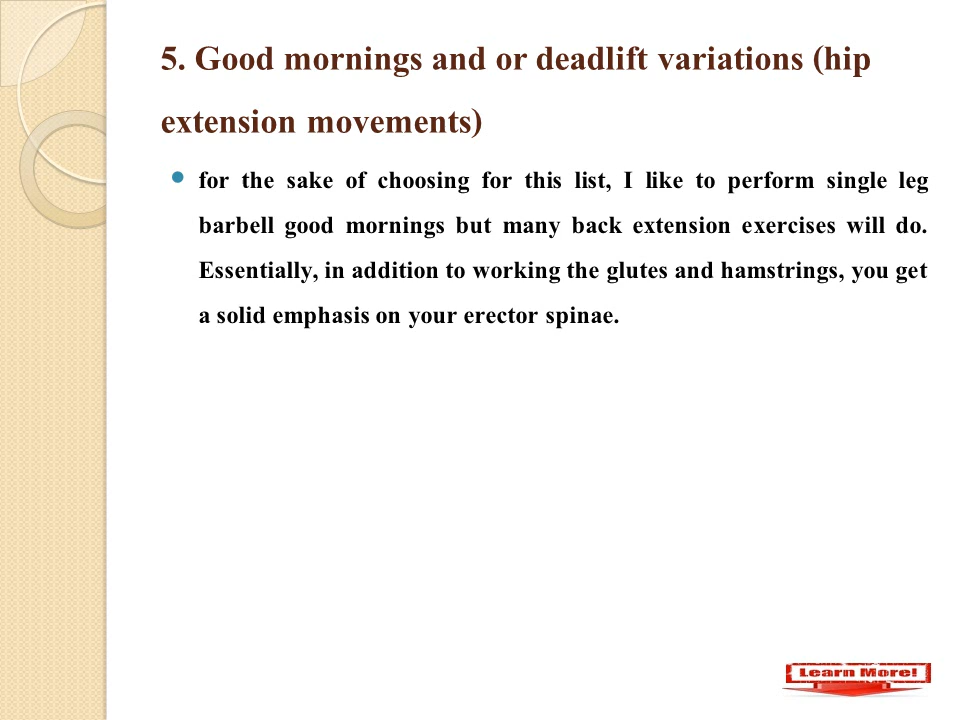 5. Good mornings and or deadlift variations (hip
extension movements)
for the sake of choosing for this list, I like to perform single leg
barbell good mornings but many back extension exercises will do.
Essentially, in addition to working the glutes and hamstrings, you get
a solid emphasis on your erector spinae.
Learn More!